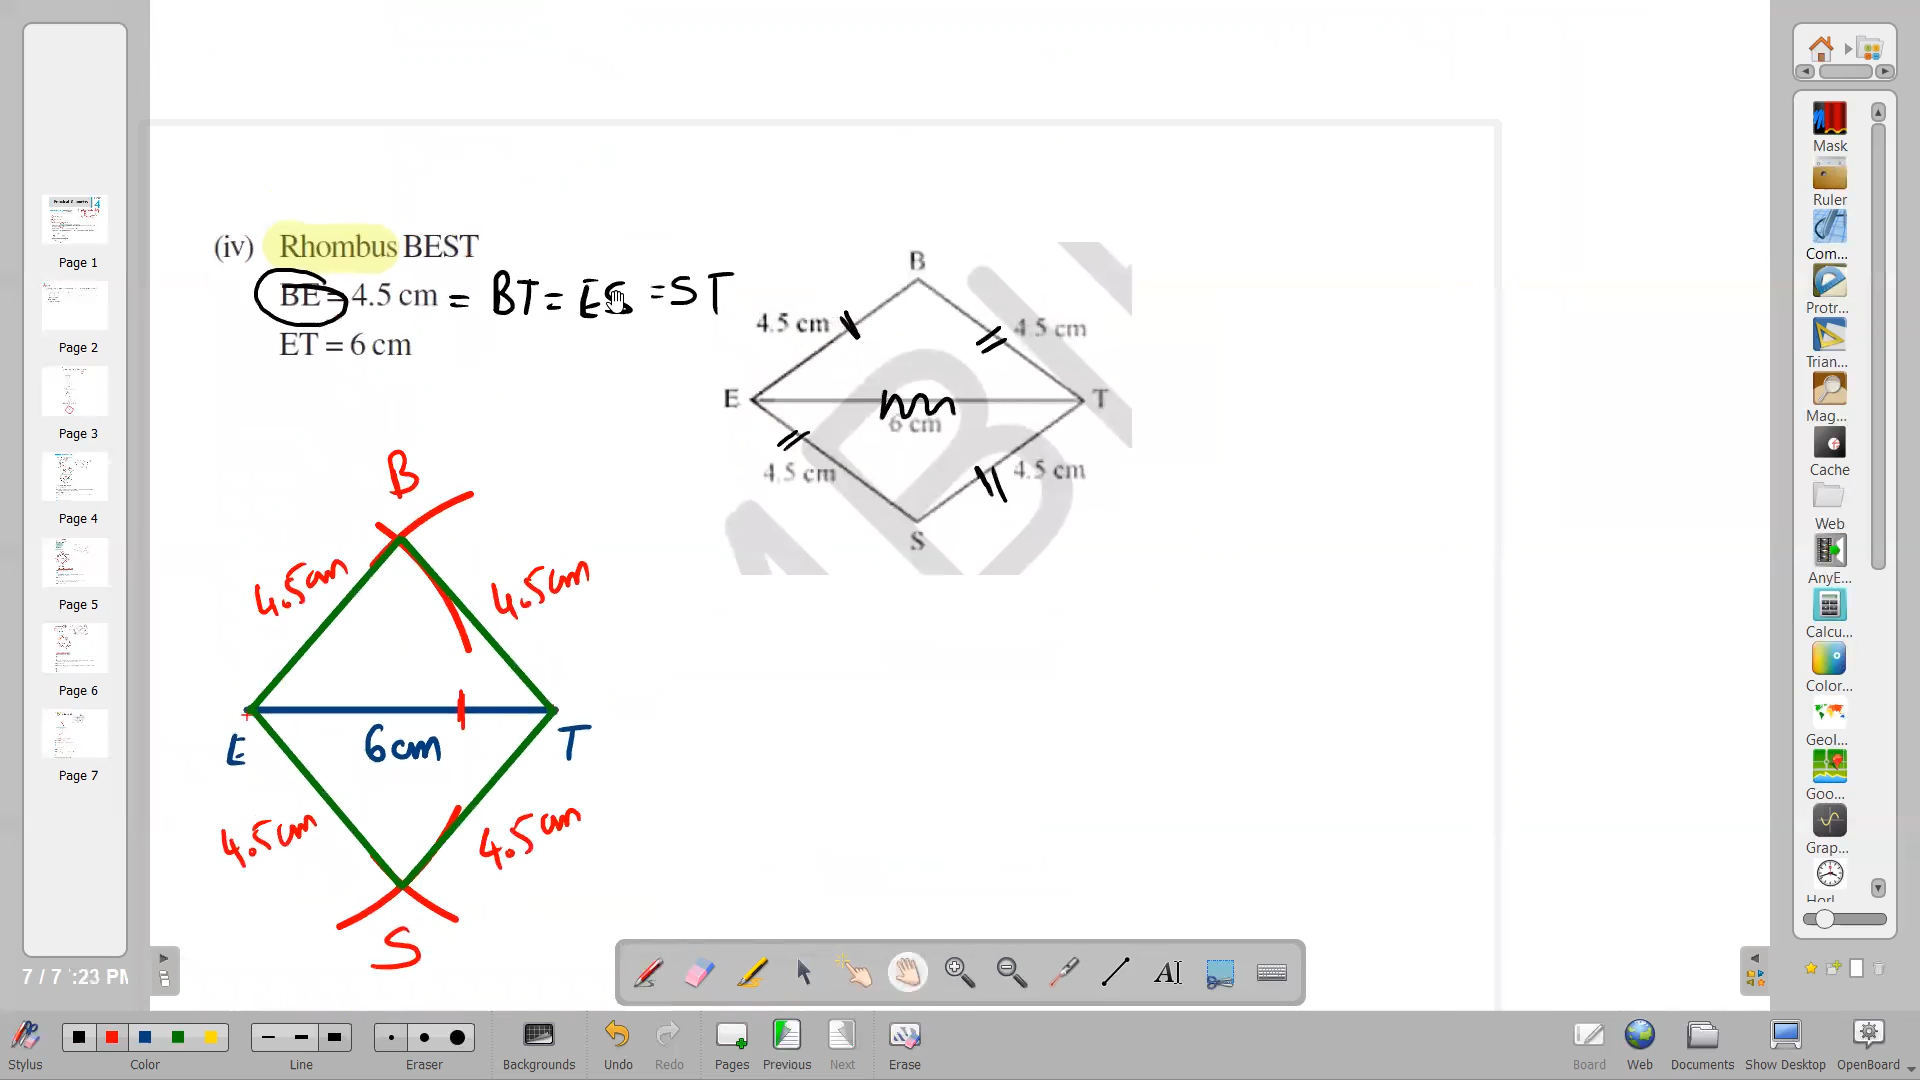 Page 1
Page 2
Page 3
Page 4
Page 5
Page 6
Page 7
7 / 7
(iv) Rhombus BEST
BE = 4.5 cm = BT = ES = ST
ET = 6 cm
B
4.5 cm
4.5 cm
E
T
6 cm
4.5 cm
4.5 cm
S
B
4.5cm
4.5cm
E
6cm
T
4.5cm
4.5cm
S
Mask
Ruler
Com...
Protr...
Trian...
Mag...
Cache
Web
AnyE...
Calcu...
Color...
Geol...
Goo...
Grap...
Stylus
Color
Line
Eraser
Backgrounds
Undo
Redo
Pages
Previous
Next
Erase
Board
Web
Documents
Show Desktop
OpenBoard